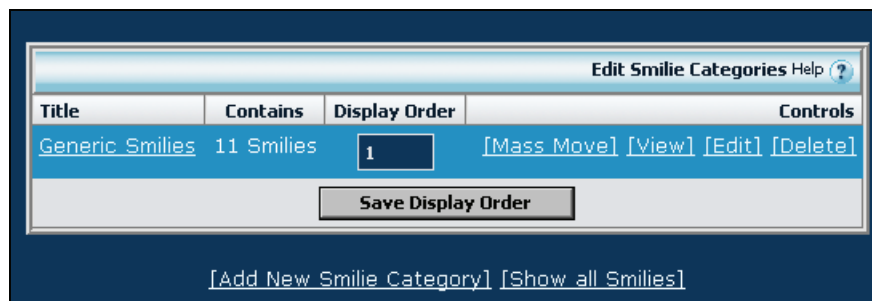 Edit Smilie Categories Help ?
Title Contains Display Order Controls
Generic Smilies 11 Smilies 1 [Mass Move] [View] [Edit] [Delete]
Save Display Order
[Add New Smilie Category] [Show all Smilies]